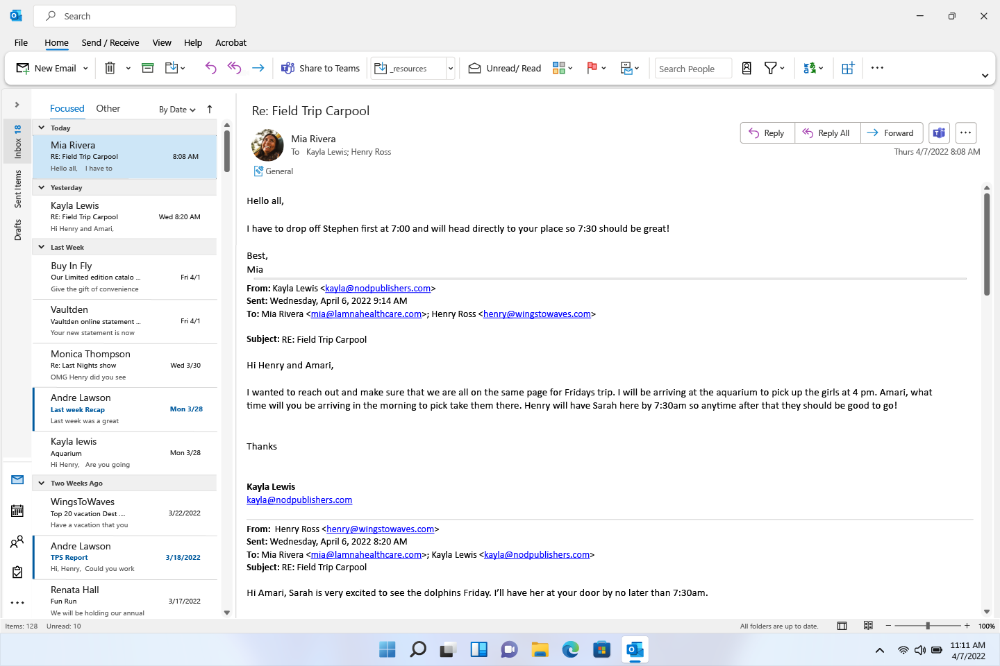 Search
File Home Send / Receive View Help Acrobat
New Email Share to Teams _resources Unread/ Read Search People
Focused Other By Date
Inbox 18
Sent Items
Drafts
Today
Mia Rivera
RE: Field Trip Carpool 8:08 AM
Hello all, I have to
Yesterday
Kayla Lewis
RE: Field Trip Carpool Wed 8:20 AM
Hi Henry and Amari,
Last Week
Buy In Fly
Our Limited edition catalo ... Fri 4/1
Give the gift of convenience
Vaultden
Vaultden online statement ... Fri 4/1
Your new statement is now
Monica Thompson
Re: Last Nights show Wed 3/30
OMG Henry did you see
Andre Lawson
Last week Recap Mon 3/28
Last week was a great
Kayla lewis
Aquarium Mon 3/28
Hi Henry, Are you going
Two Weeks Ago
WingsToWaves
Top 20 vacation Dest .... 3/22/2022
Have a vacation that you
Andre Lawson
TPS Report 3/18/2022
Hi, Henry, Could you work
Renata Hall
Fun Run 3/17/2022
We will be holding our annual
Re: Field Trip Carpool
Mia Rivera
To Kayla Lewis; Henry Ross
General
Reply Reply All Forward
Thurs 4/7/2022 8:08 AM
Hello all,
I have to drop off Stephen first at 7:00 and will head directly to your place so 7:30 should be great!
Best,
Mia
From: Kayla Lewis <kayla@nodpublishers.com>
Sent: Wednesday, April 6, 2022 9:14 AM
To: Mia Rivera <mia@lamnahealthcare.com>; Henry Ross <henry@wingstowaves.com>
Subject: RE: Field Trip Carpool
Hi Henry and Amari,
I wanted to reach out and make sure that we are all on the same page for Fridays trip. I will be arriving at the aquarium to pick up the girls at 4 pm. Amari, what
time will you be arriving in the morning to pick take them there. Henry will have Sarah here by 7:30am so anytime after that they should be good to go!
Thanks
Kayla Lewis
kayla@nodpublishers.com
From: Henry Ross <henry@wingstowaves.com>
Sent: Wednesday, April 6, 2022 8:20 AM
To: Mia Rivera <mia@lamnahealthcare.com>; Kayla Lewis <kayla@nodpublishers.com>
Subject: RE: Field Trip Carpool
Hi Amari, Sarah is very excited to see the dolphins Friday. I'll have her at your door by no later than 7:30am.
Items: 128 Unread: 10 All folders are up to date. 100%
11:11 AM
4/7/2022